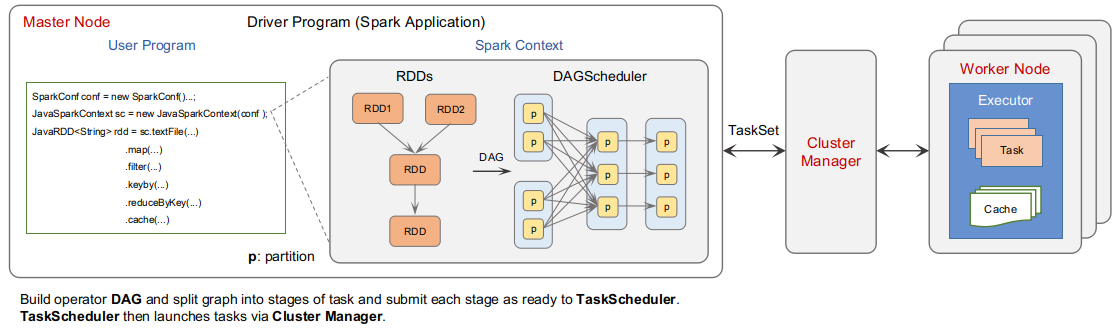 Master Node
Driver Program (Spark Application)
User Program
Spark Context
SparkConf conf = new SparkConf()...;
JavaSparkContext sc = new JavaSparkContext(conf );
JavaRDD<String> rdd = sc.textFile(...)
.map(...)
.filter(...)
.keyby(...)
.reduceByKey(...)
.cache(...)
p: partition
RDDs
RDD1
RDD2
RDD
RDD
DAG
DAGScheduler
p
p
p
p
p
p
p
p
p
p
TaskSet
Cluster
Manager
Worker Node
Executor
Task
Cache
Build operator DAG and split graph into stages of task and submit each stage as ready to TaskScheduler.
TaskScheduler then launches tasks via Cluster Manager.